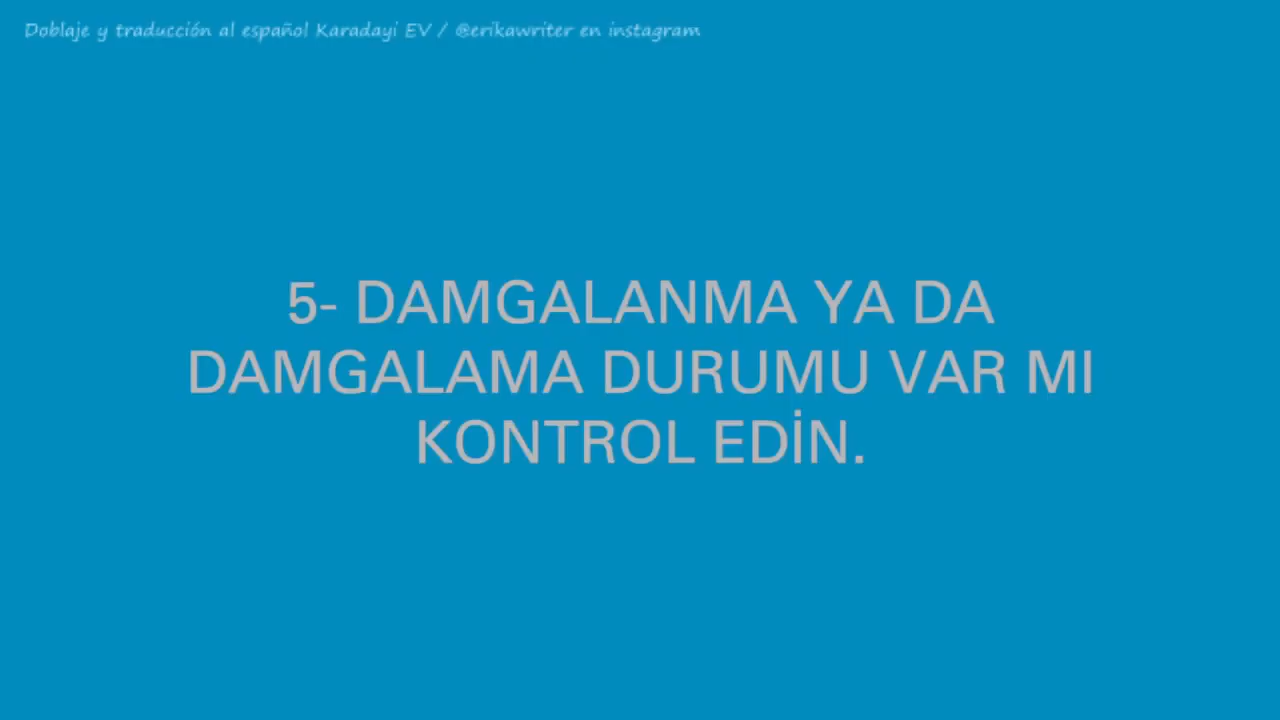 Doblaje y traducción al español Karadayi EV / @erikawriter en instagram
5- DAMGALANMA YA DA
DAMGALAMA DURUMU VAR MI
KONTROL EDİN.